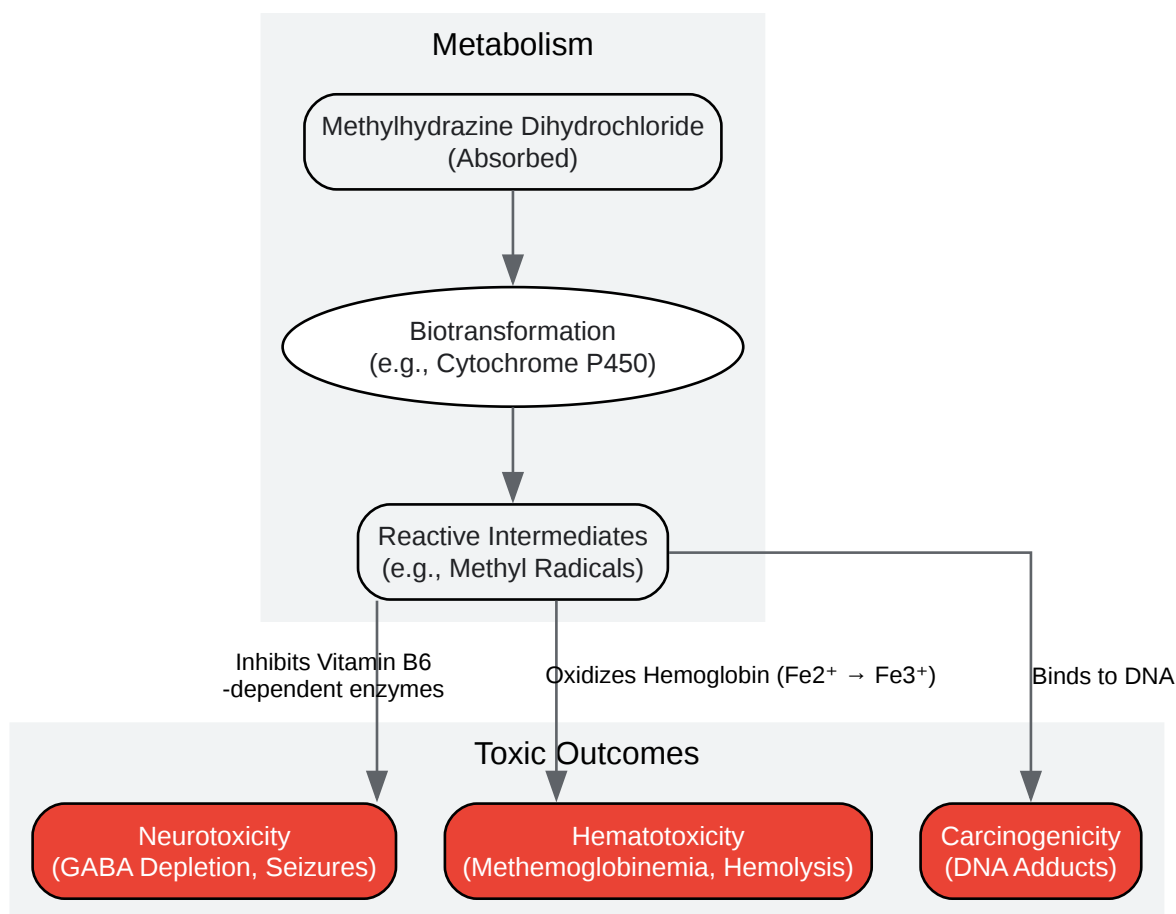 Metabolism
Methylhydrazine Dihydrochloride
(Absorbed)
Biotransformation
(e.g., Cytochrome P450)
Reactive Intermediates
(e.g., Methyl Radicals)
Inhibits Vitamin B6
-dependent enzymes
Oxidizes Hemoglobin (Fe2⁺ → Fe3⁺)
Binds to DNA
Toxic Outcomes
Neurotoxicity
(GABA Depletion, Seizures)
Hematotoxicity
(Methemoglobinemia, Hemolysis)
Carcinogenicity
(DNA Adducts)